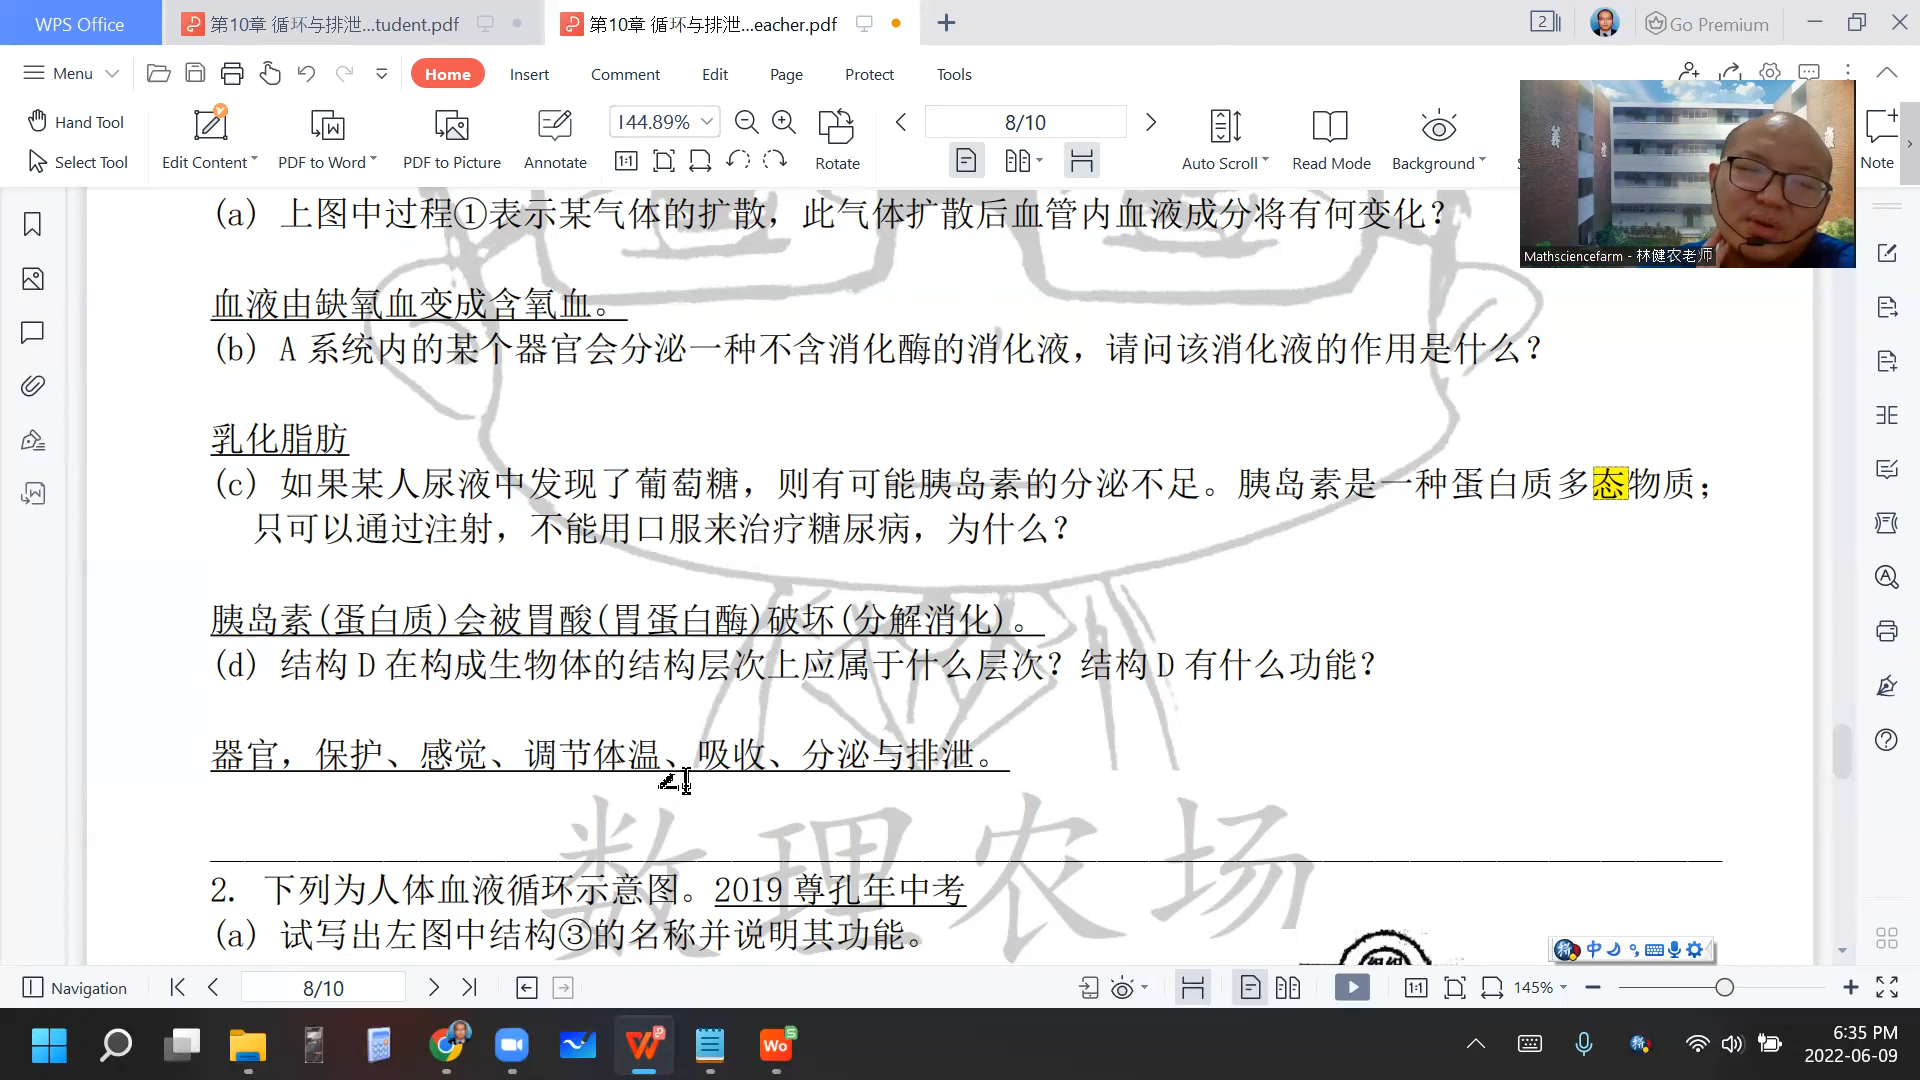 WPS Office
第10章 循环与排泄...tudent.pdf
第10章 循环与排泄...eacher.pdf
2
Go Premium
Menu
Home
Insert
Comment
Edit
Page
Protect
Tools
Hand Tool
Select Tool
Edit Content
PDF to Word
PDF to Picture
Annotate
144.89%
Rotate
8/10
Auto Scroll
Read Mode
Background
Note
Mathsciencefarm - 林健农老师
(a) 上图中过程①表示某气体的扩散，此气体扩散后血管内血液成分将有何变化？
血液由缺氧血变成含氧血。
(b) A 系统内的某个器官会分泌一种不含消化酶的消化液，请问该消化液的作用是什么？
乳化脂肪
(c) 如果某人尿液中发现了葡萄糖，则有可能胰岛素的分泌不足。胰岛素是一种蛋白质多态物质；
只可以通过注射，不能用口服来治疗糖尿病，为什么？
胰岛素(蛋白质)会被胃酸(胃蛋白酶)破坏(分解消化)。
(d) 结构 D 在构成生物体的结构层次上应属于什么层次？结构 D 有什么功能？
器官，保护、感觉、调节体温、吸收、分泌与排泄。
数理农场
2. 下列为人体血液循环示意图。2019 尊孔年中考
(a) 试写出左图中结构③的名称并说明其功能。
中
Navigation
8/10
145%
6:35 PM
2022-06-09